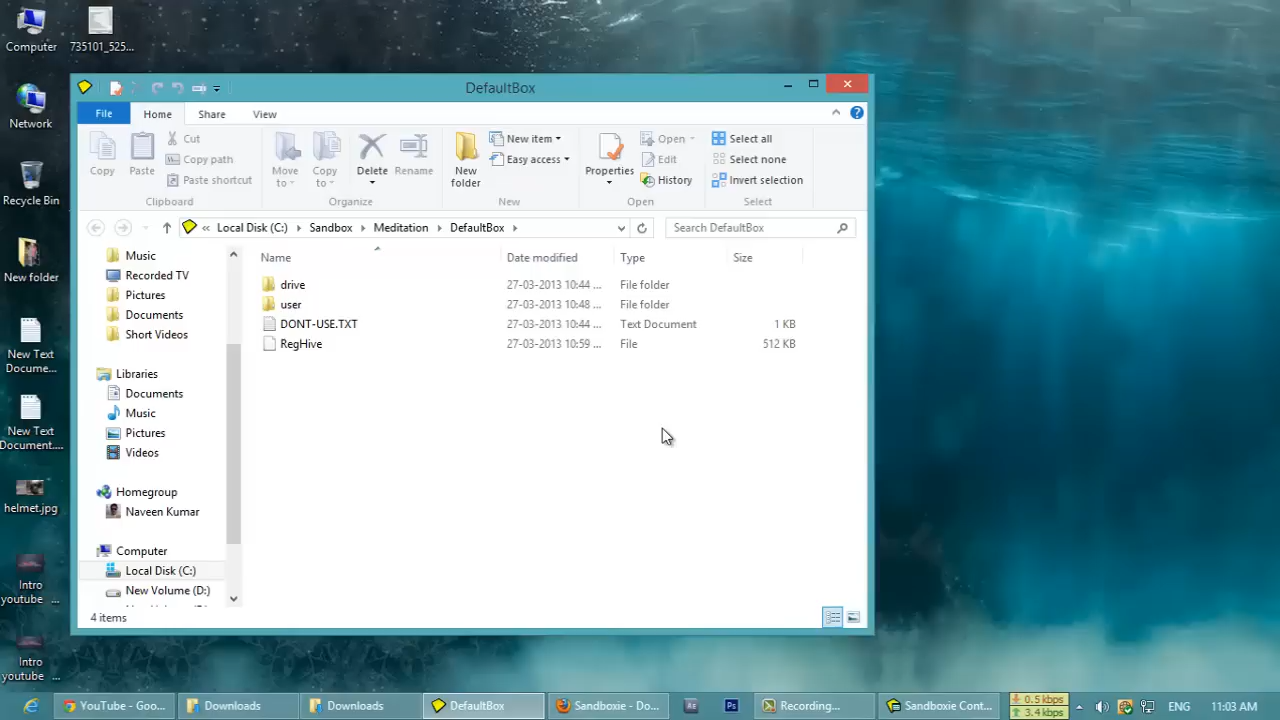 Computer
735101_525...
Network
Recycle Bin
New folder
New Text
Docume...
New Text
Document....
helmet.jpg
Intro
youtube ...
Intro
youtube ...
DefaultBox
File
Home
Share
View
Copy
Paste
Cut
Copy path
Paste shortcut
Clipboard
Move
to
Copy
to
Delete
Rename
Organize
New
folder
New item
Easy access
New
Properties
Open
Edit
History
Open
Select all
Select none
Invert selection
Select
« Local Disk (C:) Sandbox Meditation DefaultBox
Search DefaultBox
Music
Recorded TV
Pictures
Documents
Short Videos
Libraries
Documents
Music
Pictures
Videos
Homegroup
Naveen Kumar
Computer
Local Disk (C:)
New Volume (D:)
Name Date modified Type Size
drive 27-03-2013 10:44 ... File folder
user 27-03-2013 10:48 ... File folder
DONT-USE.TXT 27-03-2013 10:44 ... Text Document 1 KB
RegHive 27-03-2013 10:59 ... File 512 KB
4 items
YouTube - Goo...
Downloads
Downloads
DefaultBox
Sandboxie - Do...
Ae
Ps
Recording...
Sandboxie Cont...
0.5 kbps
3.4 kbps
ENG
11:03 AM